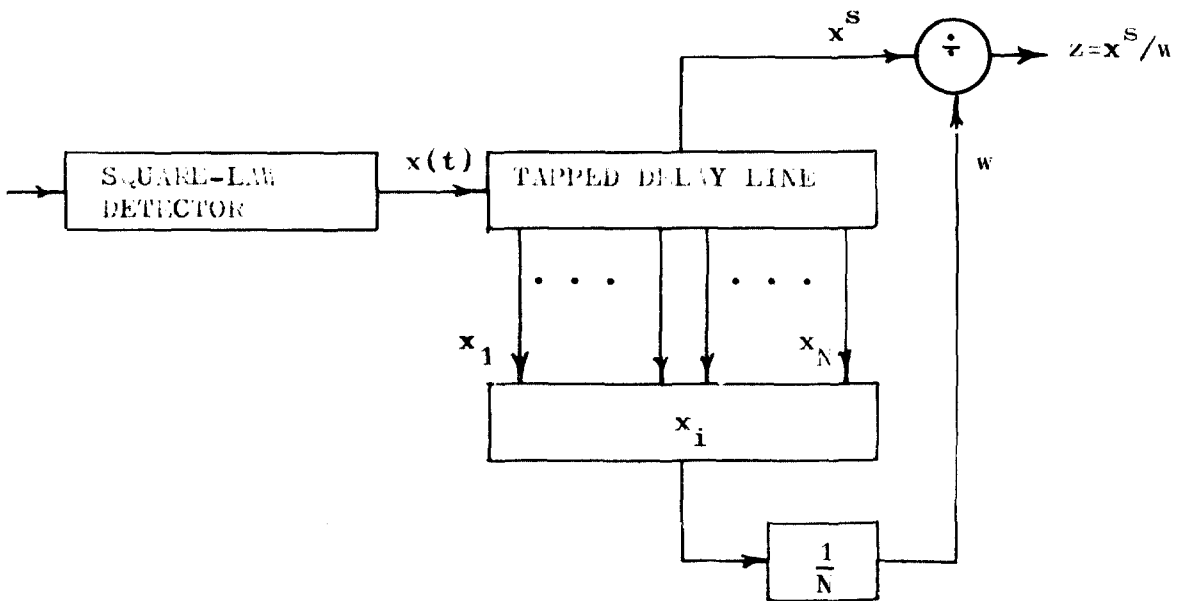 x^s
÷
z=x^s/w
SQUARE-LAW
DETECTOR
x(t)
TAPPED DELAY LINE
w
. . .
. . .
x_1
x_N
x_i
1/N